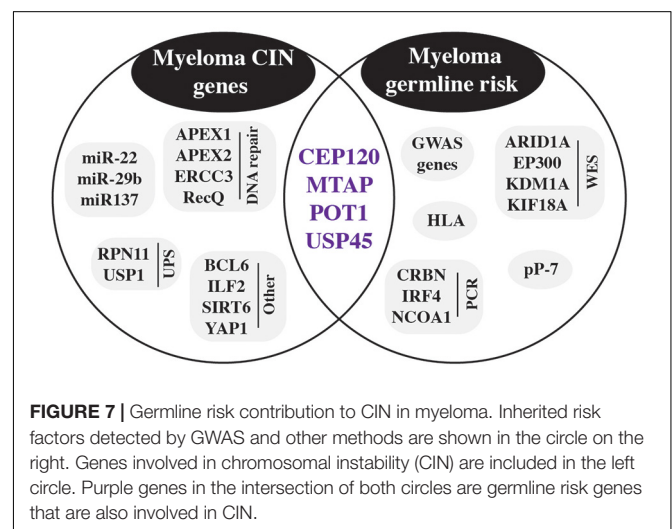 Myeloma CIN
genes
Myeloma
germline risk
miR-22
miR-29b
miR137
APEX1
APEX2
ERCC3
RecQ
DNA repair
RPN11
USP1
UPS
BCL6
ILF2
SIRT6
YAP1
Other
CEP120
MTAP
POT1
USP45
GWAS
genes
HLA
ARID1A
EP300
KDM1A
KIF18A
WES
CRBN
IRF4
NCOA1
PCR
pP-7
FIGURE 7 | Germline risk contribution to CIN in myeloma. Inherited risk
factors detected by GWAS and other methods are shown in the circle on the
right. Genes involved in chromosomal instability (CIN) are included in the left
circle. Purple genes in the intersection of both circles are germline risk genes
that are also involved in CIN.